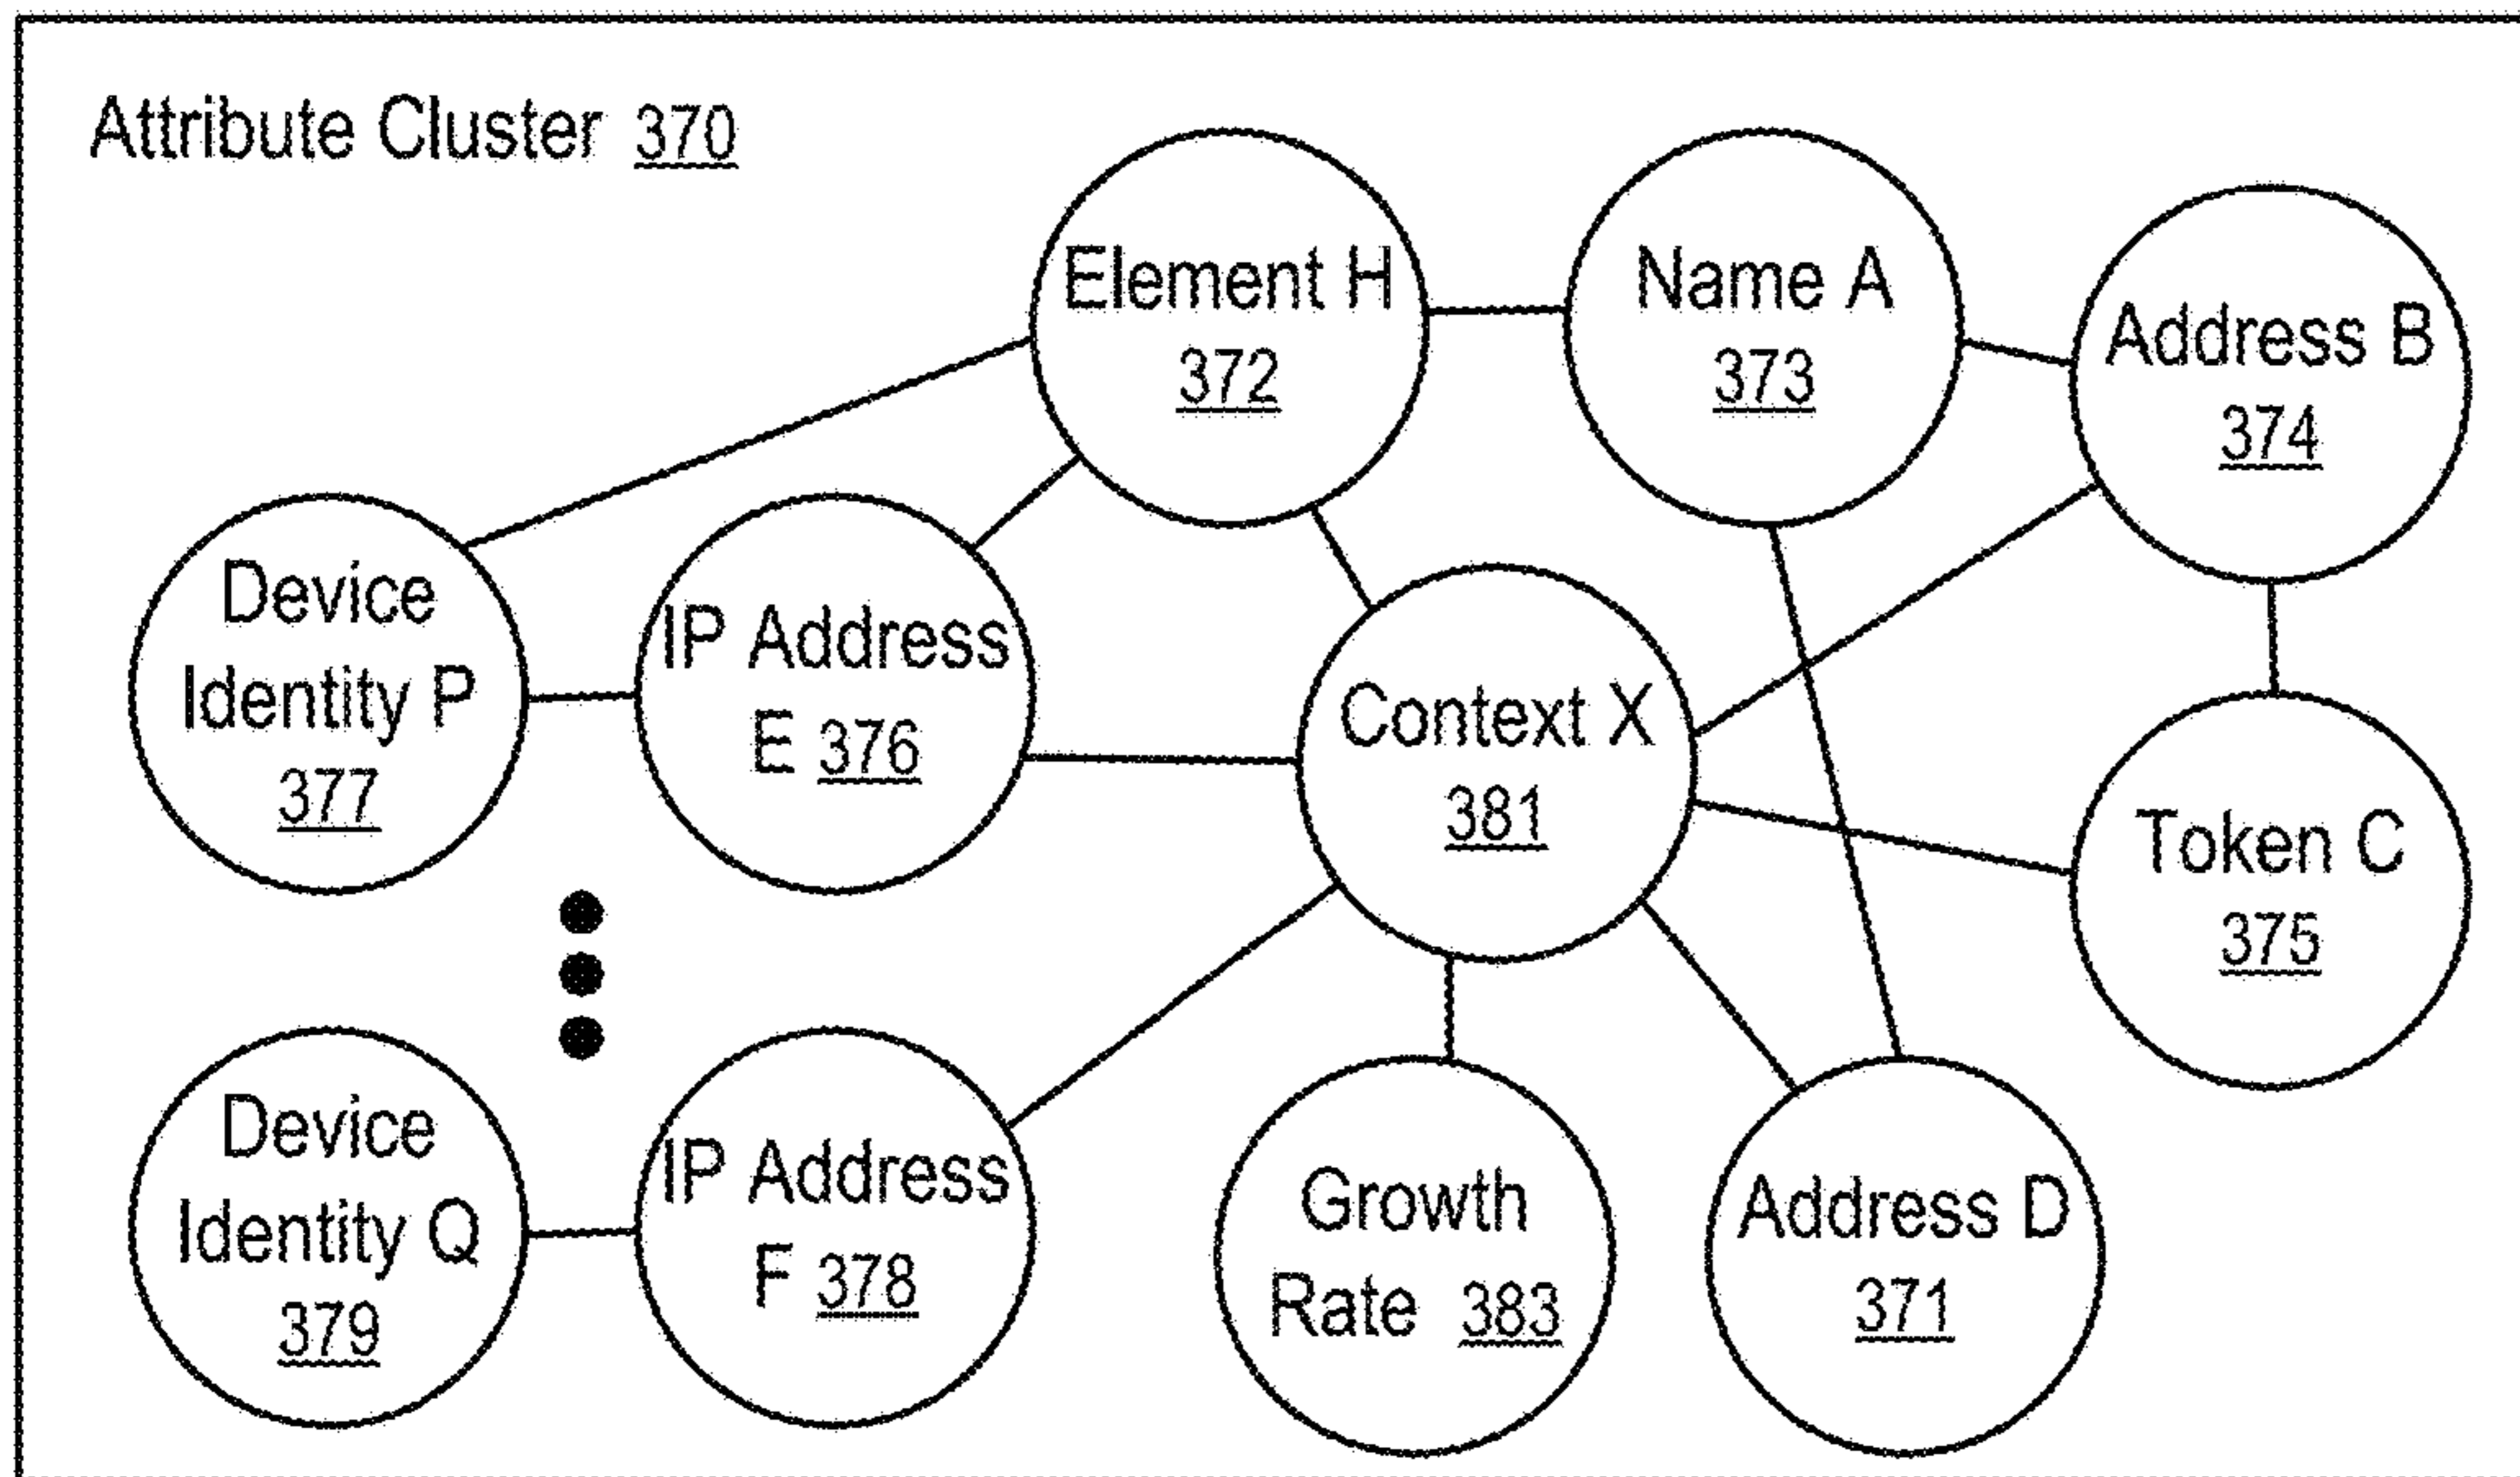 Attribute Cluster 370
Element H
372
Name A
373
Address B
374
Device
Identity P
377
IP Address
E 376
Context X
381
Token C
375
Device
Identity Q
379
IP Address
F 378
Growth
Rate 383
Address D
371